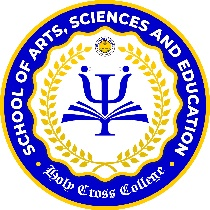 SCHOOL OF ARTS, SCIENCES AND EDUCATION
Holy Cross College